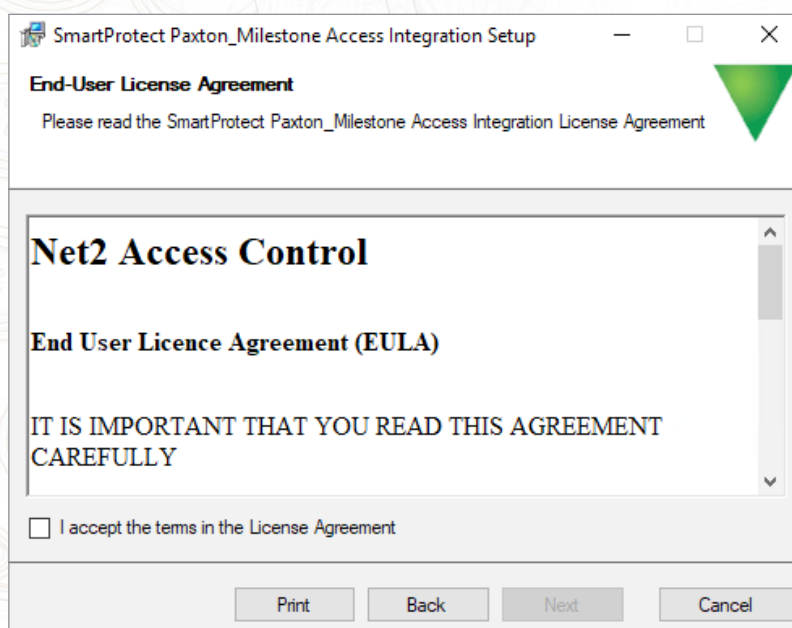 SmartProtect Paxton_Milestone Access Integration Setup
End-User License Agreement
Please read the SmartProtect Paxton_Milestone Access Integration License Agreement
Net2 Access Control
End User Licence Agreement (EULA)
IT IS IMPORTANT THAT YOU READ THIS AGREEMENT
CAREFULLY
I accept the terms in the License Agreement
Print Back Next Cancel